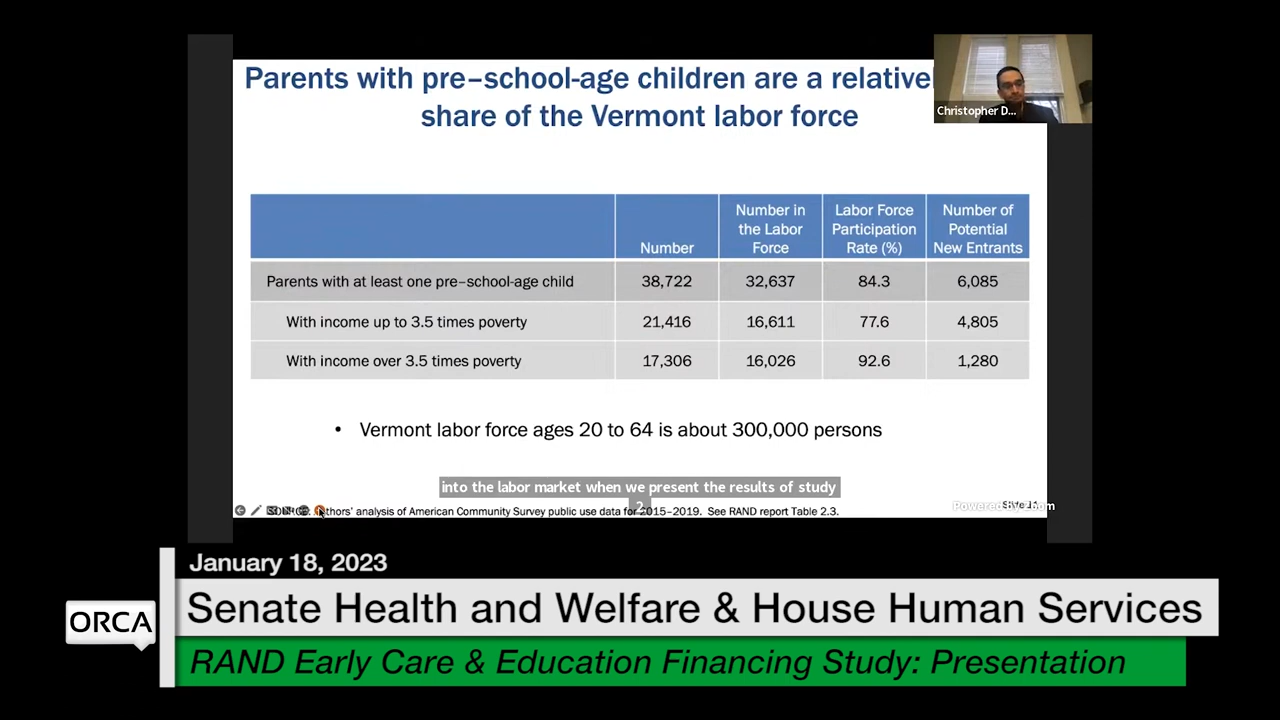 Parents with pre–school-age children are a relative
share of the Vermont labor force
Christopher D...
Number
Number in the Labor Force
Labor Force Participation Rate (%)
Number of Potential New Entrants
Parents with at least one pre–school-age child 38,722 32,637 84.3 6,085
With income up to 3.5 times poverty 21,416 16,611 77.6 4,805
With income over 3.5 times poverty 17,306 16,026 92.6 1,280
• Vermont labor force ages 20 to 64 is about 300,000 persons
into the labor market when we present the results of study
2
Authors' analysis of American Community Survey public use data for 2015–2019. See RAND report Table 2.3.
Powered by Zoom
January 18, 2023
Senate Health and Welfare & House Human Services
ORCA
RAND Early Care & Education Financing Study: Presentation